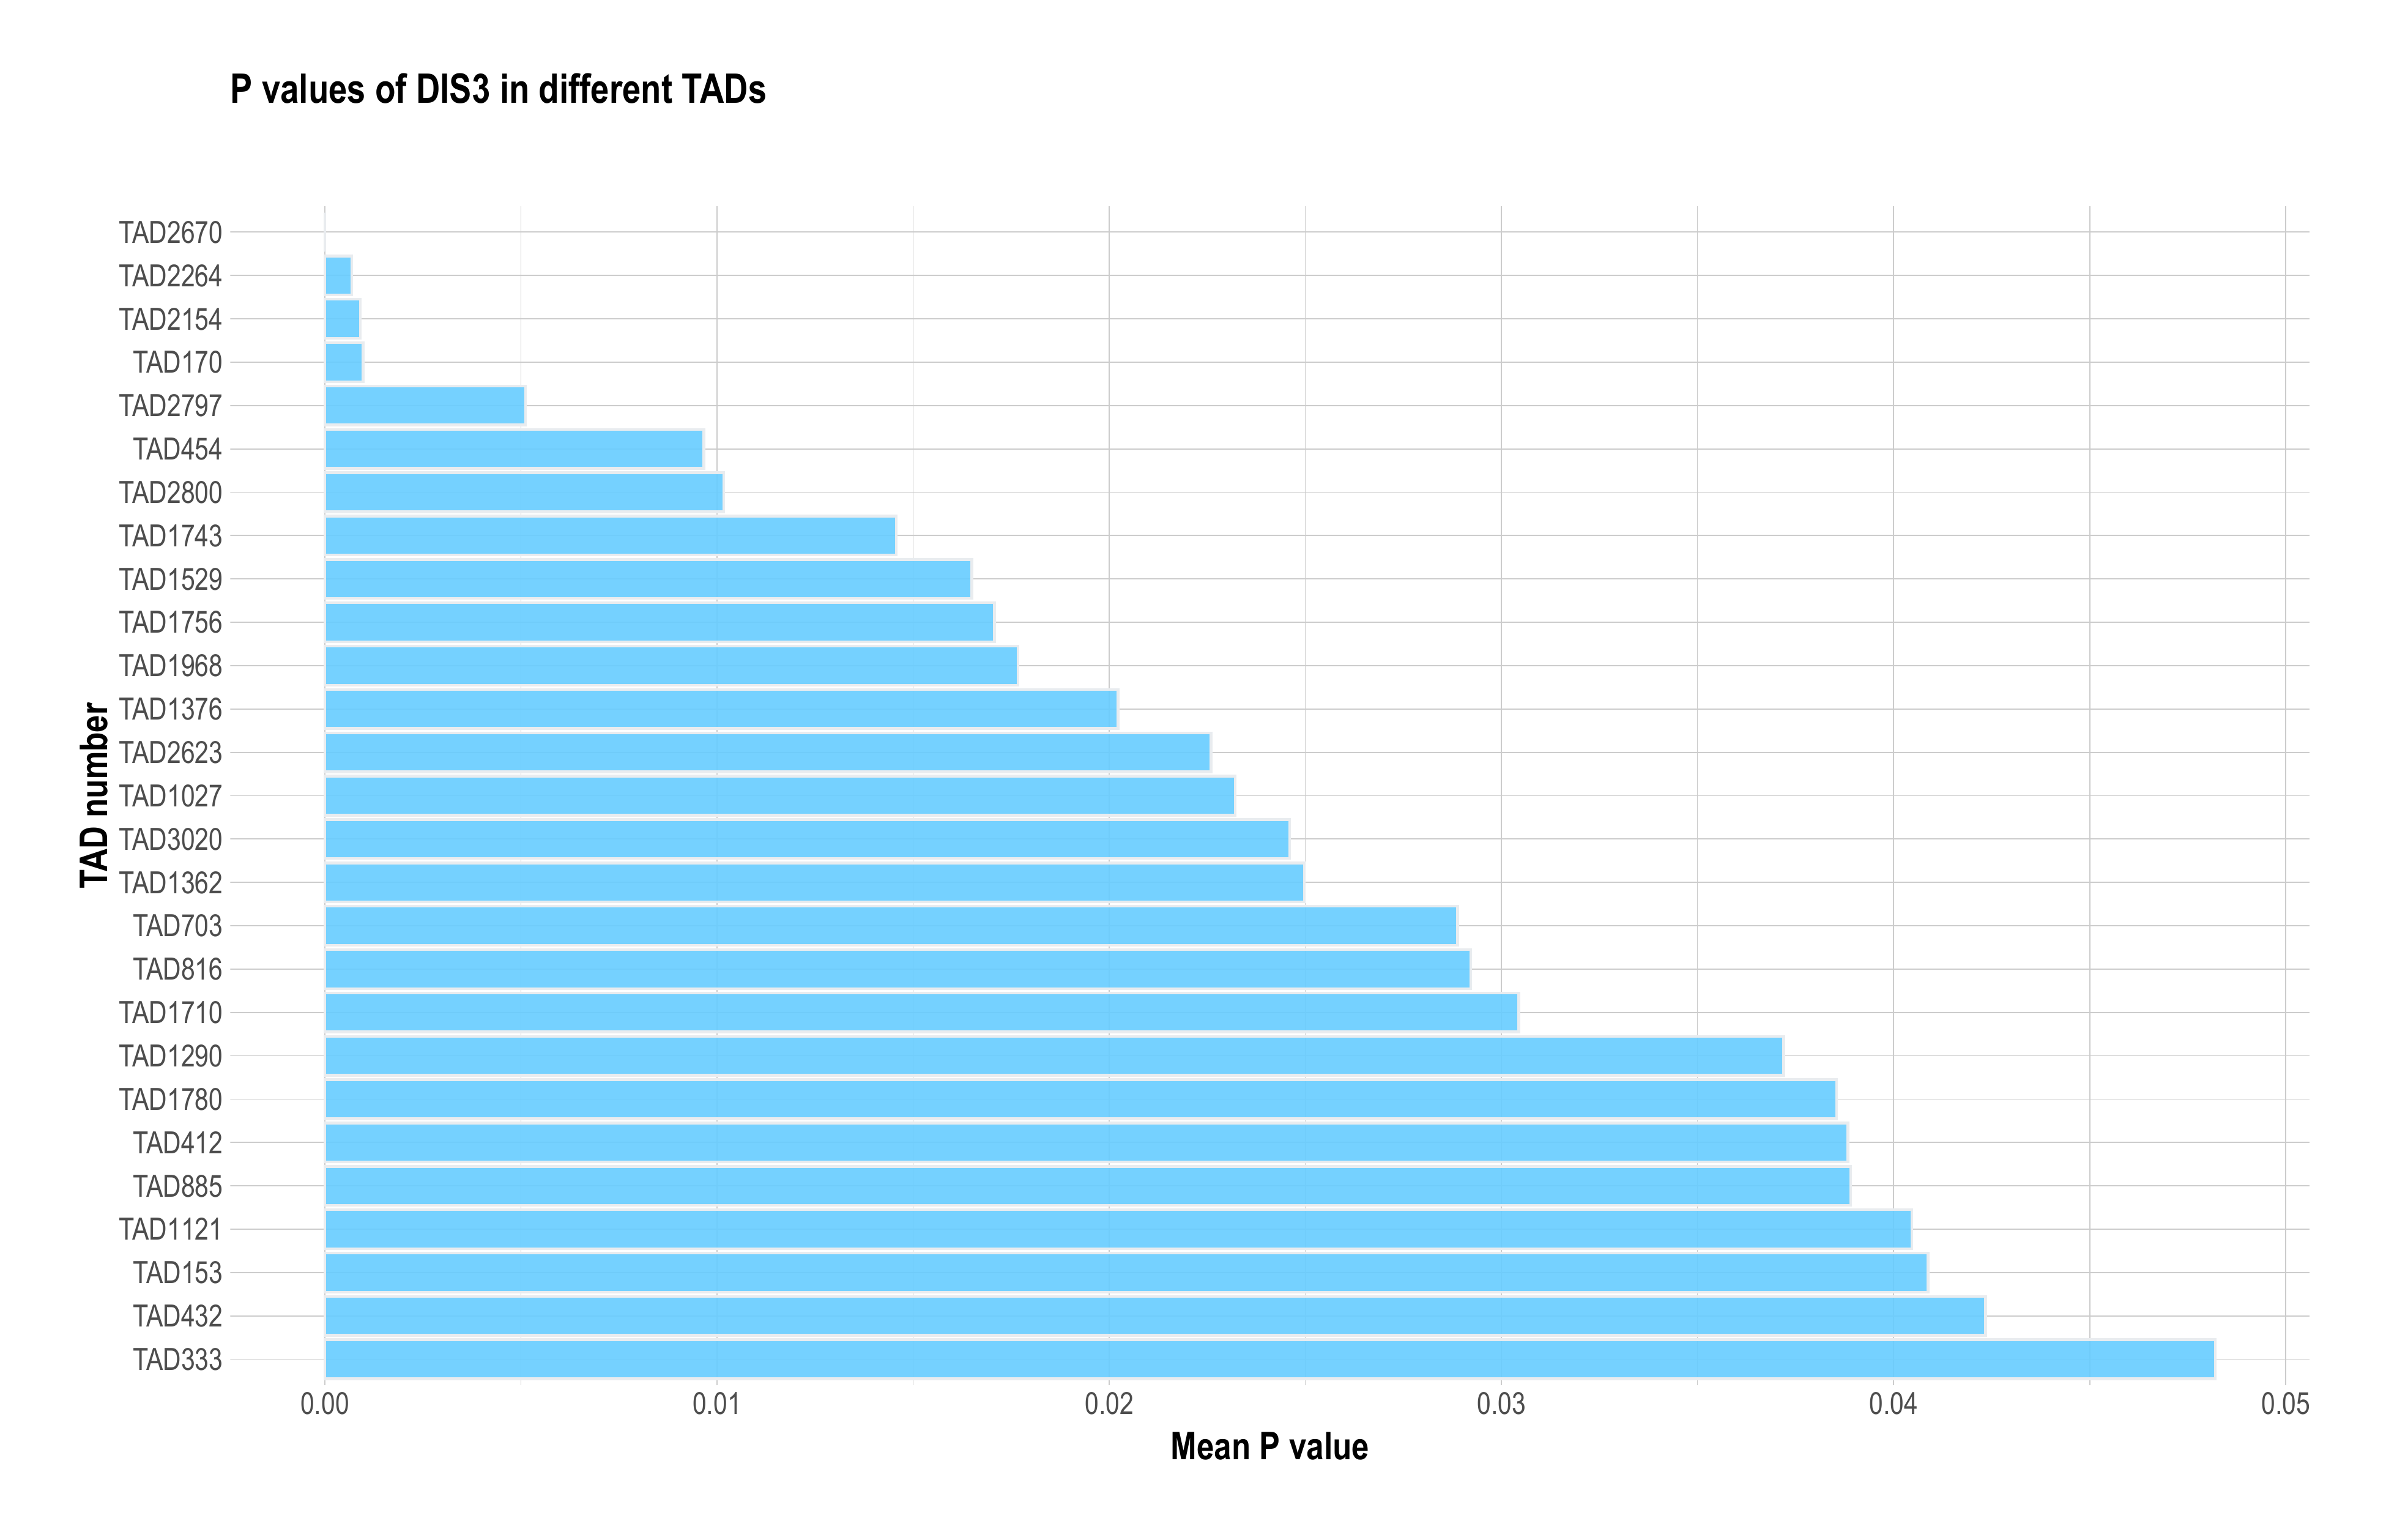 P values of DIS3 in different TADs
TAD2670
TAD2264
TAD2154
TAD170
TAD2797
TAD454
TAD2800
TAD1743
TAD1529
TAD1756
TAD1968
TAD1376
TAD2623
TAD1027
TAD3020
TAD1362
TAD703
TAD816
TAD1710
TAD1290
TAD1780
TAD412
TAD885
TAD1121
TAD153
TAD432
TAD333
TAD number
0.00 0.01 0.02 0.03 0.04 0.05
Mean P value